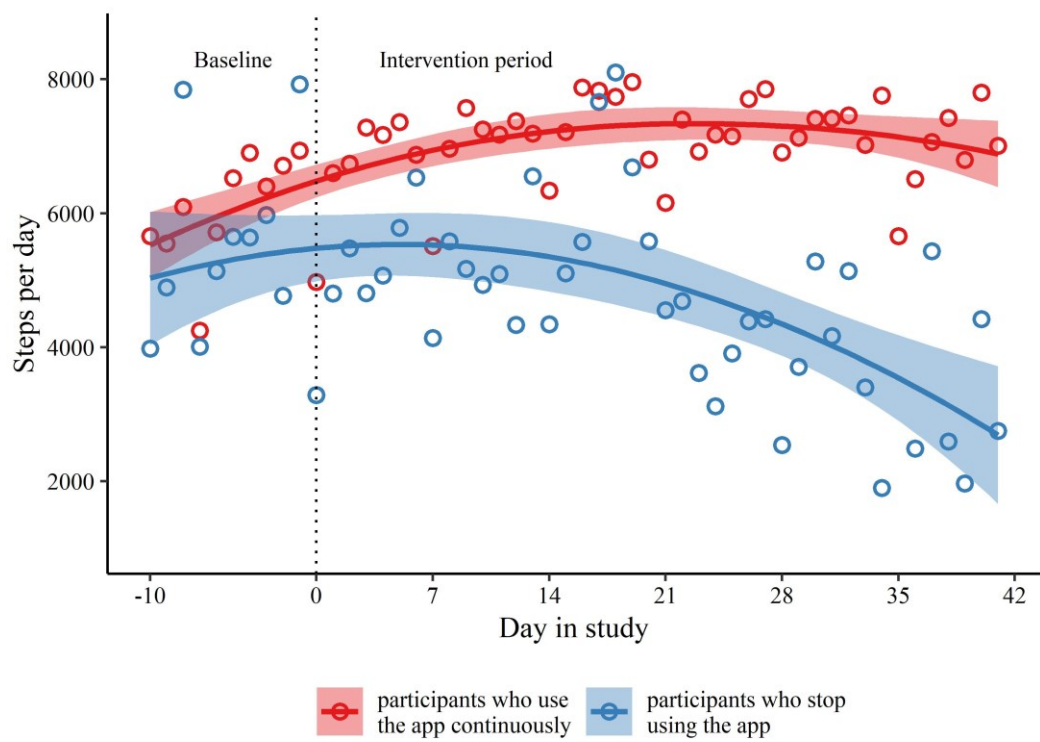 Baseline
Intervention period
8000
6000
4000
2000
Steps per day
-10
0
7
14
21
28
35
42
Day in study
participants who use
the app continuously
participants who stop
using the app